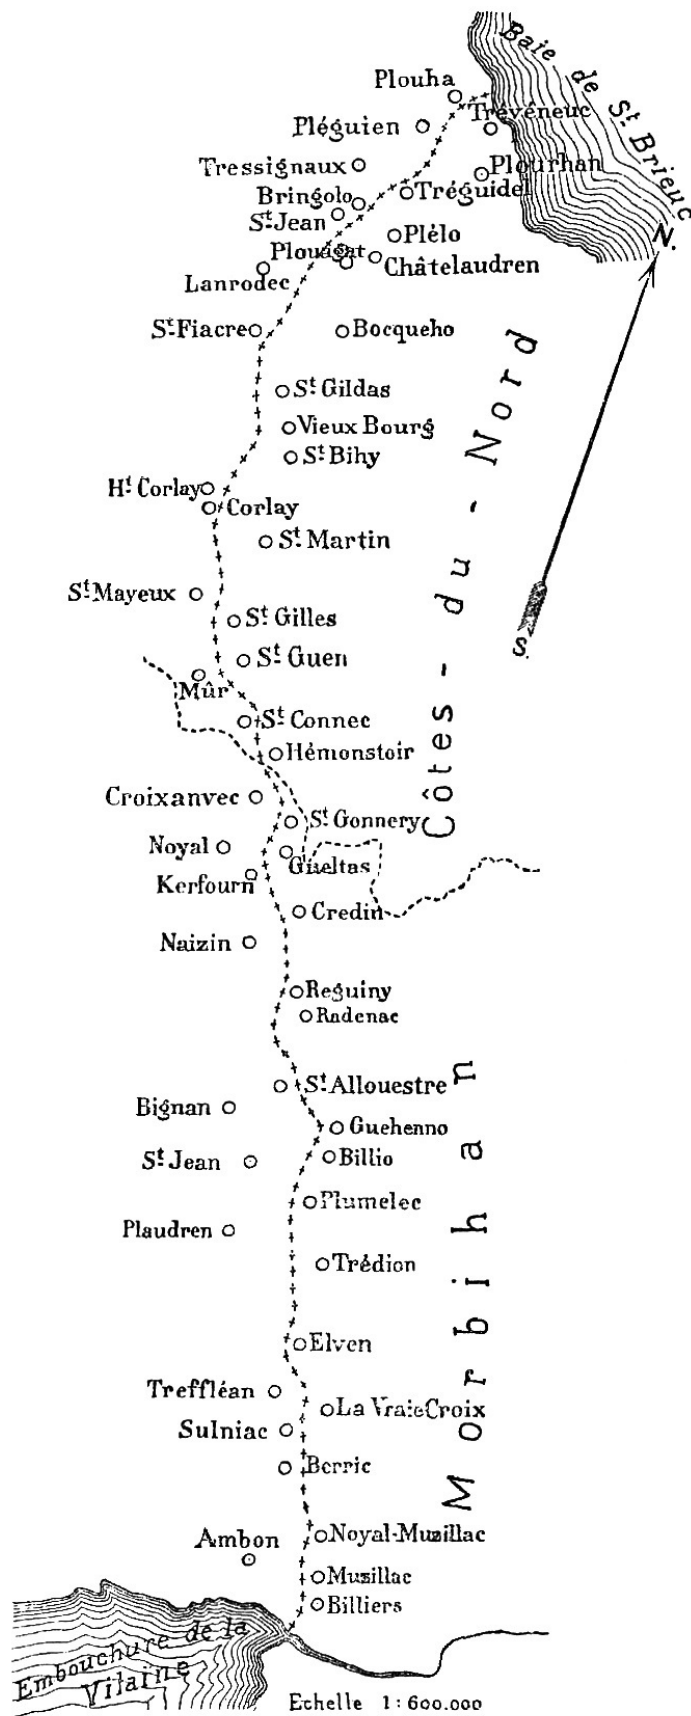 Baie de St Brieuc
Plouha
Trévéneuc
Pléguien
Tressignaux
Plourhan
Tréguidel
Bringolo
St Jean
Plélo
N.
Plouigat
Châtelaudren
Lanrodec
St Fiacre
Bocqueho
St Gildas
Vieux Bourg
St Bihy
Ht Corlay
Corlay
St Martin
St Mayeux
St Gilles
S.
St Guen
Mûr
St Connec
Hémonstoir
Côtes-du-Nord
Croixanvec
St Gonnery
Noyal
Gueltas
Kerfourn
Credin
Naizin
Reguiny
Radenac
St Allouestre
Bignan
Guehenno
St Jean
Billio
Plumelec
Plaudren
Trédion
Morbihan
Elven
Treffléan
La Vraie Croix
Sulniac
Berric
Noyal-Muzillac
Ambon
Muzillac
Billiers
Embouchure de la
Vilaine
Echelle 1:600.000